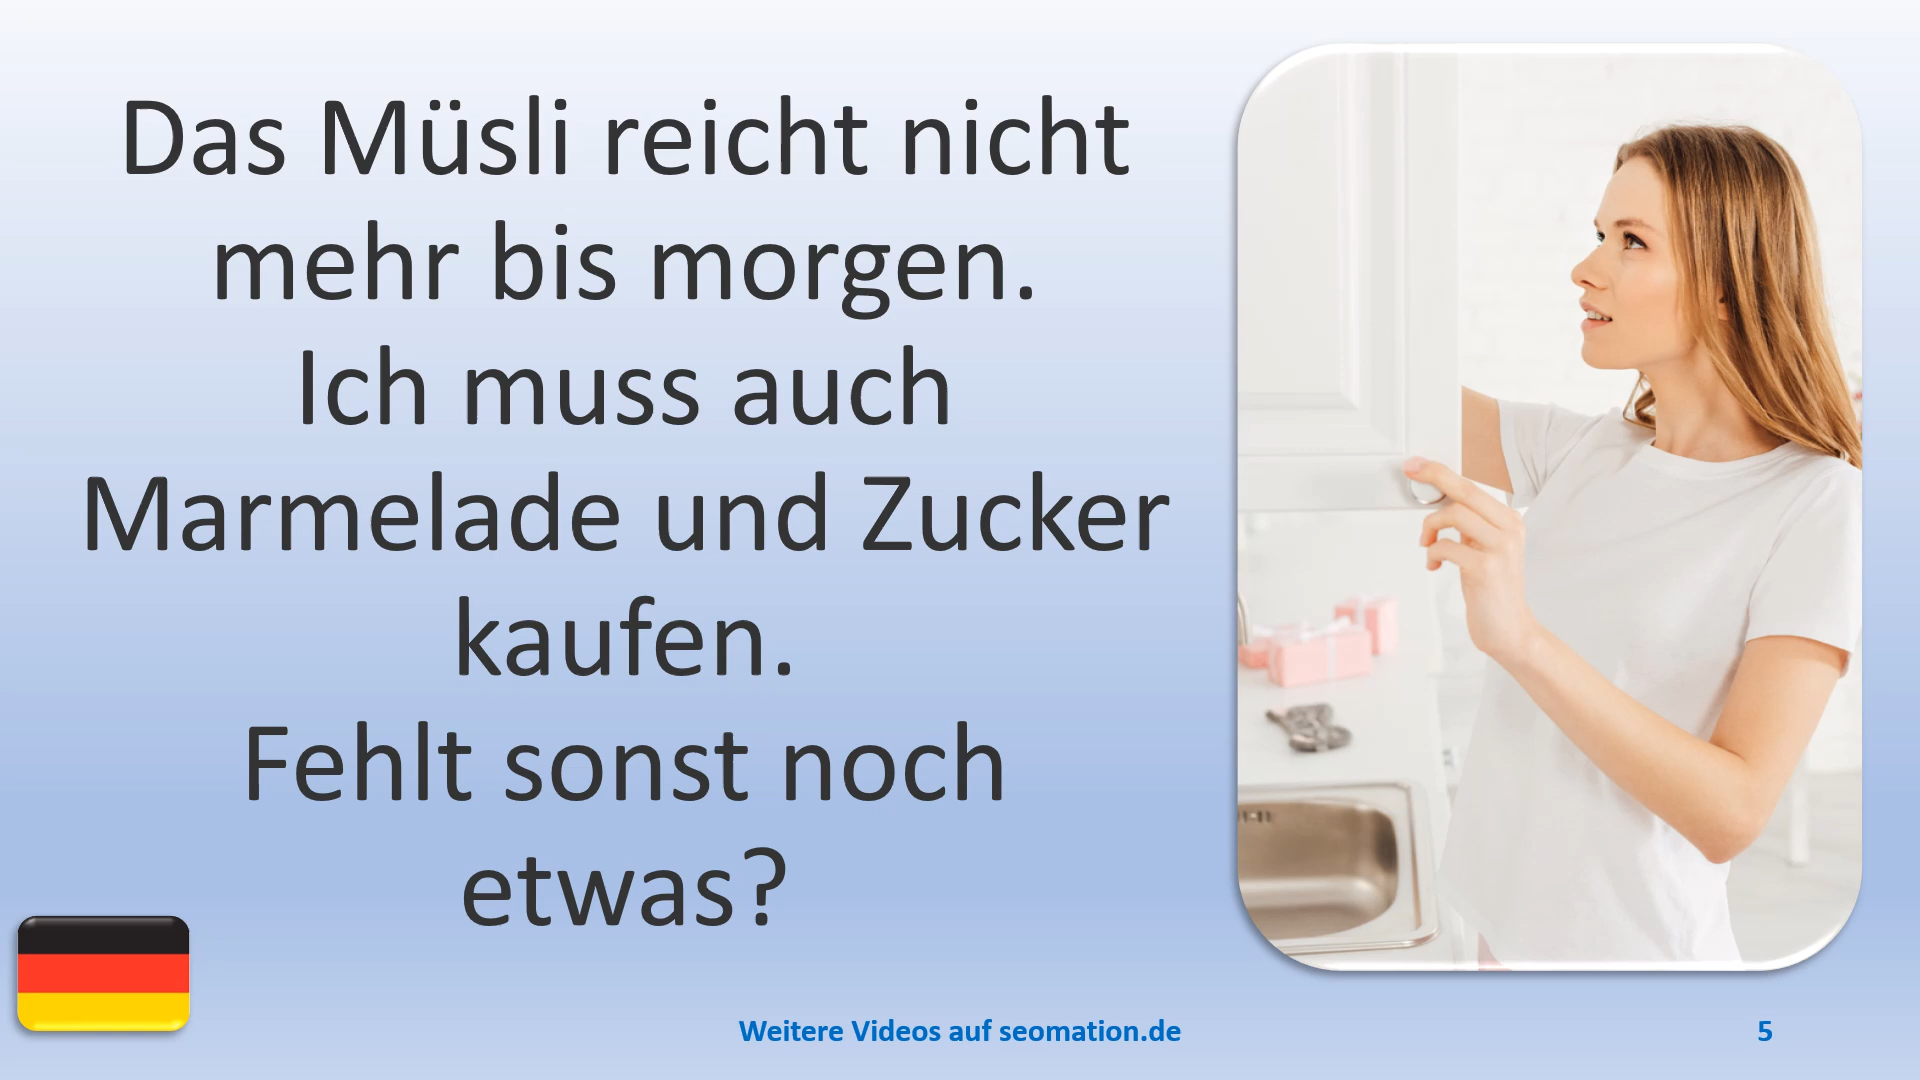 Das Müsli reicht nicht
mehr bis morgen.
Ich muss auch
Marmelade und Zucker
kaufen.
Fehlt sonst noch
etwas?
Weitere Videos auf seomation.de
5